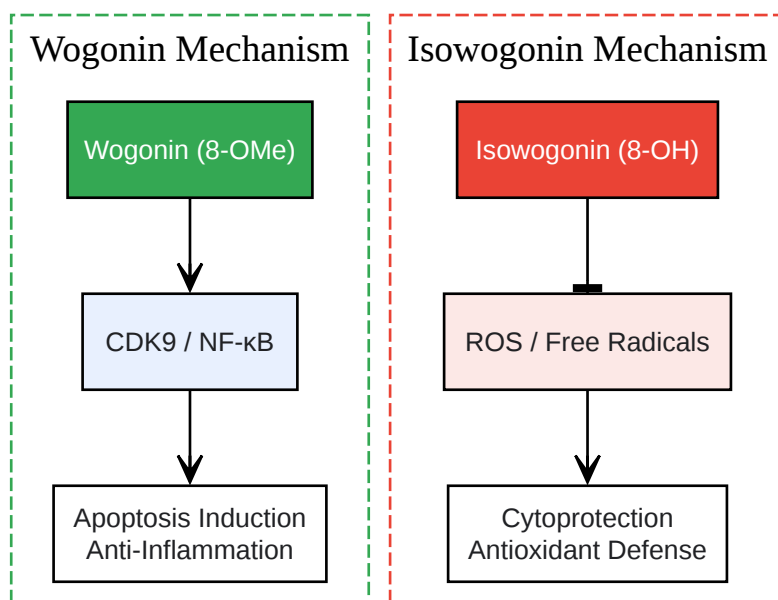 Wogonin Mechanism
Wogonin (8-OMe)
CDK9 / NF-κB
Apoptosis Induction
Anti-Inflammation
Isowogonin Mechanism
Isowogonin (8-OH)
ROS / Free Radicals
Cytoprotection
Antioxidant Defense